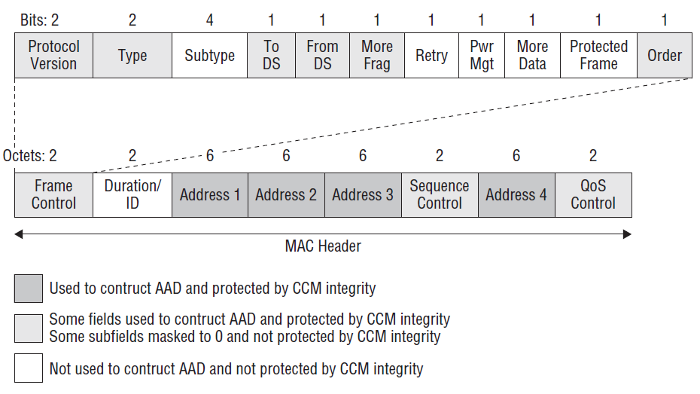 Bits: 2 2 4 1 1 1 1 1 1 1 1
Protocol Version Type Subtype To DS From DS More Frag Retry Pwr Mgt More Data Protected Frame Order
Octets: 2 2 6 6 6 2 6 2
Frame Control Duration/ ID Address 1 Address 2 Address 3 Sequence Control Address 4 QoS Control
MAC Header
Used to contruct AAD and protected by CCM integrity
Some fields used to contruct AAD and protected by CCM integrity
Some subfields masked to 0 and not protected by CCM integrity
Not used to contruct AAD and not protected by CCM integrity